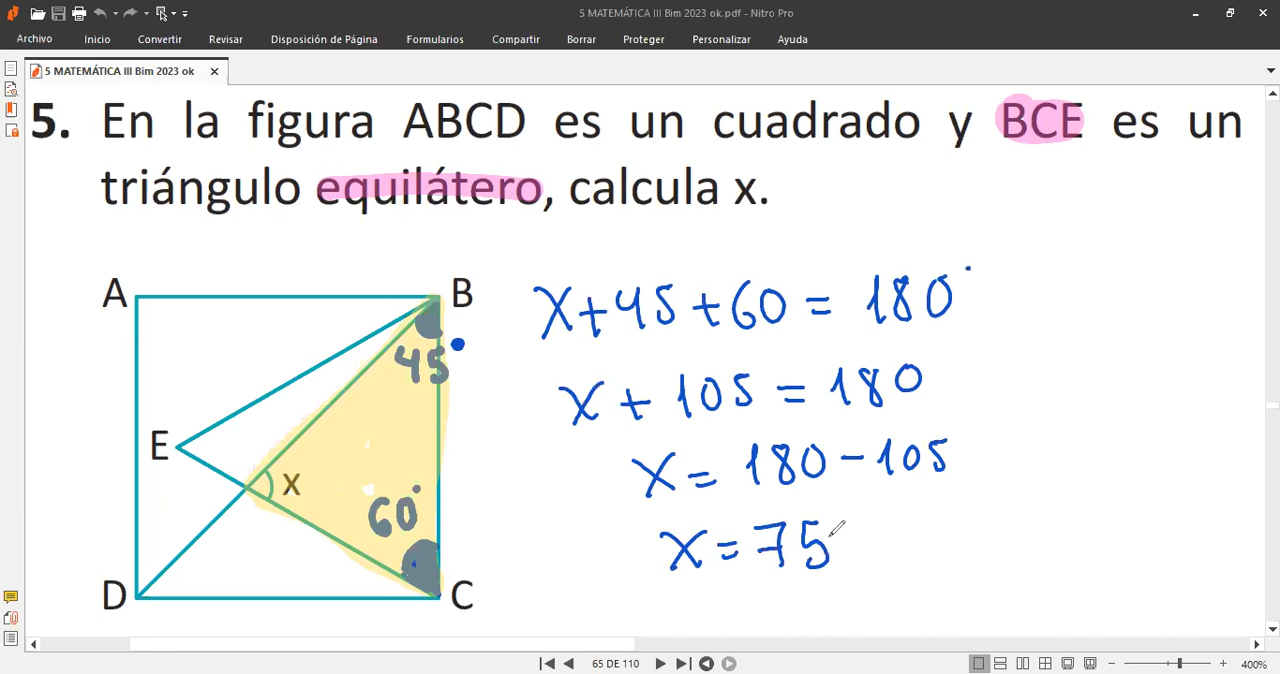 5 MATEMÁTICA III Bim 2023 ok.pdf - Nitro Pro
Archivo Inicio Convertir Revisar Disposición de Página Formularios Compartir Borrar Proteger Personalizar Ayuda
5 MATEMÁTICA III Bim 2023 ok
5. En la figura ABCD es un cuadrado y BCE es un
triángulo equilátero, calcula x.
A
B
45
E
X
60°
D
C
x+45+60=180°
x+105=180
x=180-105
x=75
65 DE 110
400%